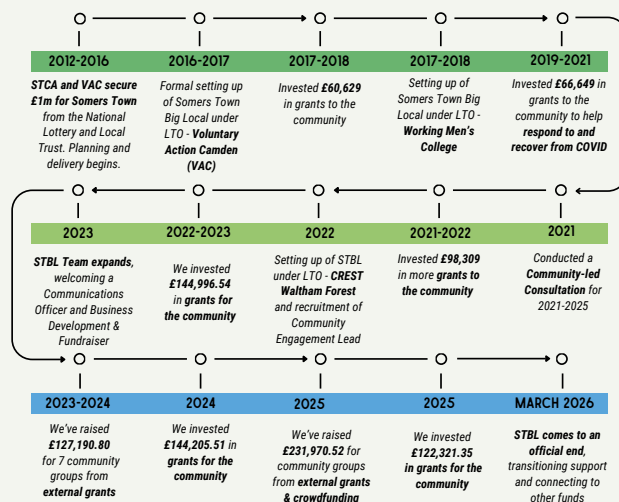 2012-2016
STCA and VAC secure
£1m for Somers Town
from the National
Lottery and Local
Trust. Planning and
delivery begins.
2016-2017
Formal setting up
of Somers Town
Big Local under
LTO - Voluntary
Action Camden
(VAC)
2017-2018
Invested £60,629
in grants to the
community
2017-2018
Setting up of
Somers Town Big
Local under LTO -
Working Men's
College
2019-2021
Invested £66,649 in
grants to the
community to help
respond to and
recover from COVID
2021
Conducted a
Community-led
Consultation for
2021-2025
2021-2022
Invested £98,309
in more grants to
the community
2022
Setting up of STBL
under LTO - CREST
Waltham Forest
and recruitment of
Community
Engagement Lead
2022-2023
We invested
£144,996.54
in grants for
the community
2023
STBL Team expands,
welcoming a
Communications
Officer and Business
Development &
Fundraiser
2023-2024
We've raised
£127,190.80
for 7 community
groups from
external grants
2024
We invested
£144,205.51 in
grants for the
community
2025
We've raised
£231,970.52 for
community groups
from external grants
& crowdfunding
2025
We invested
£122,321.35
in grants for the
community
MARCH 2026
STBL comes to an
official end,
transitioning support
and connecting to
other funds